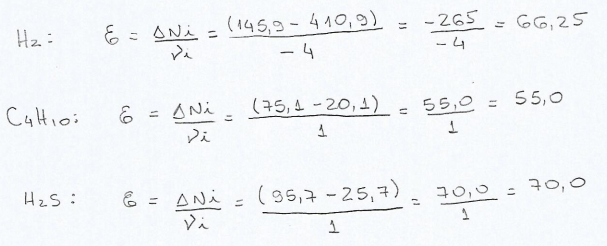 H2: ε = ΔNi/νi = (145,9 - 410,9)/-4 = -265/-4 = 66,25
C4H10: ε = ΔNi/νi = (75,1 - 20,1)/1 = 55,0/1 = 55,0
H2S: ε = ΔNi/νi = (95,7 - 25,7)/1 = 70,0/1 = 70,0